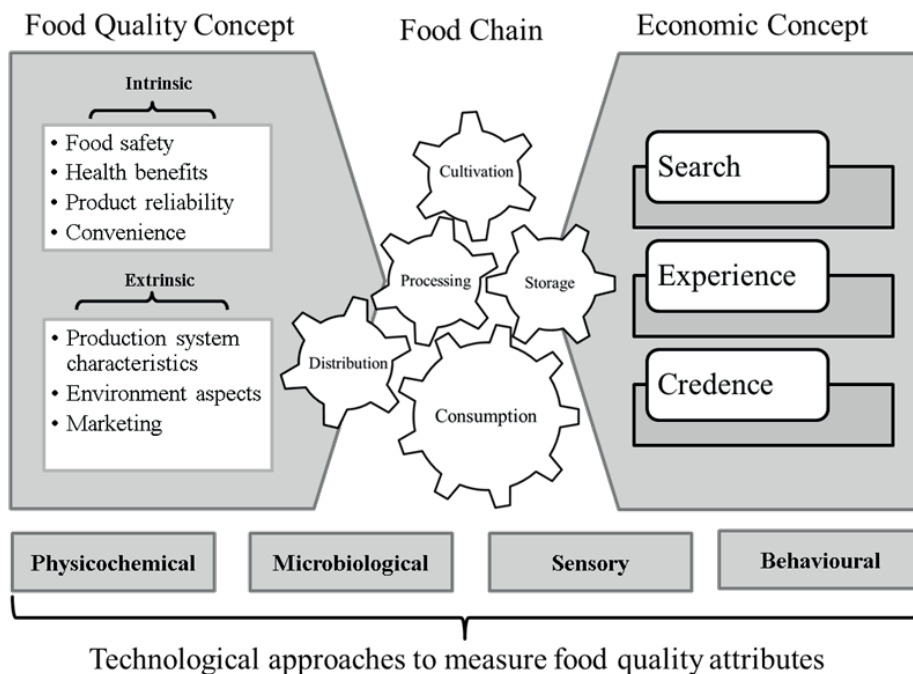 Food Quality Concept
Food Chain
Economic Concept
Intrinsic
• Food safety
• Health benefits
• Product reliability
• Convenience
Extrinsic
• Production system
characteristics
• Environment aspects
• Marketing
Cultivation
Processing
Storage
Distribution
Consumption
Search
Experience
Credence
Physicochemical
Microbiological
Sensory
Behavioural
Technological approaches to measure food quality attributes